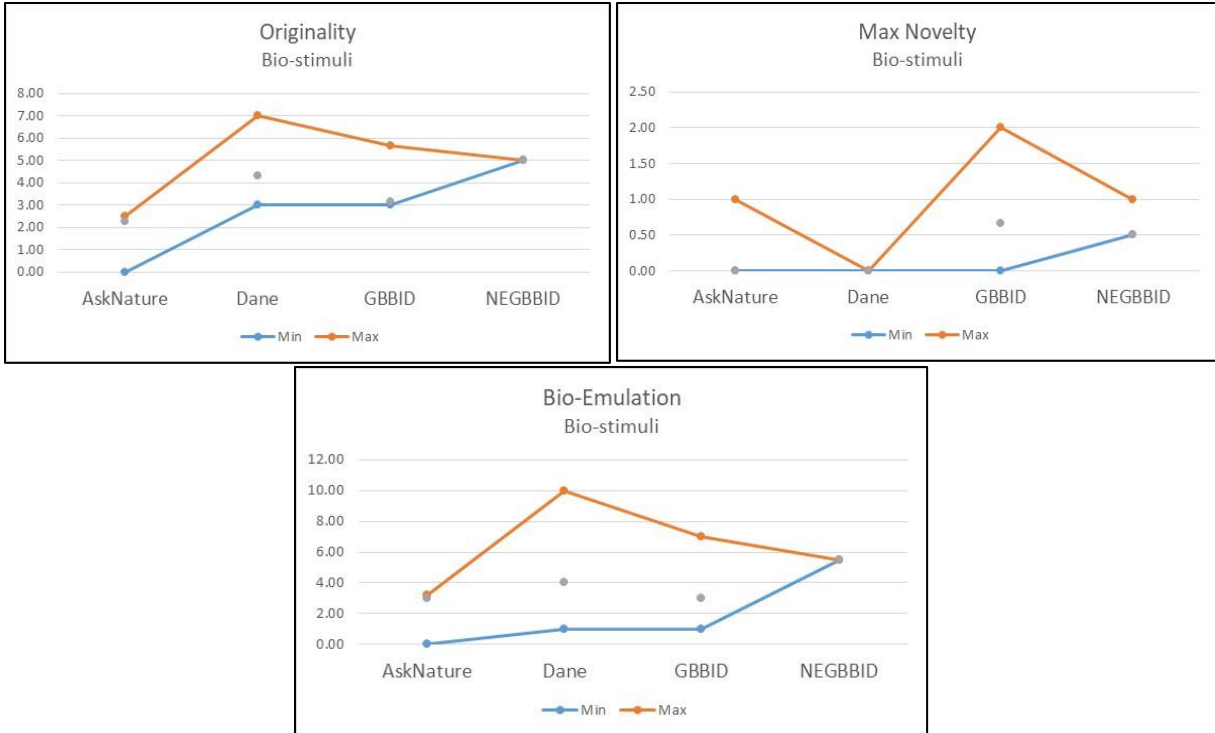 Originality
Bio-stimuli
8.00
7.00
6.00
5.00
4.00
3.00
2.00
1.00
0.00
AskNature Dane GBBID NEGBBID
Min Max
Max Novelty
Bio-stimuli
2.50
2.00
1.50
1.00
0.50
0.00
AskNature Dane GBBID NEGBBID
Min Max
Bio-Emulation
Bio-stimuli
12.00
10.00
8.00
6.00
4.00
2.00
0.00
AskNature Dane GBBID NEGBBID
Min Max